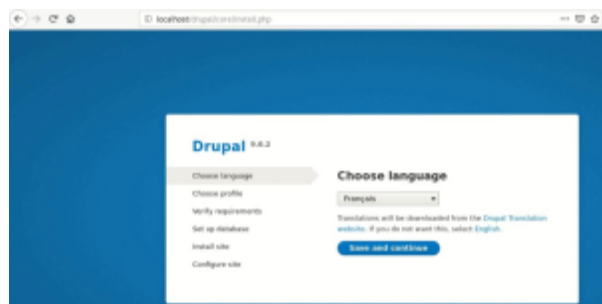 localhost/drupal/core/install.php
Drupal 9.0.2
Choose language
Choose profile
Verify requirements
Set up database
Install site
Configure site
Choose language
Français
Translations will be downloaded from the Drupal Translation
website. If you do not want this, select English.
Save and continue